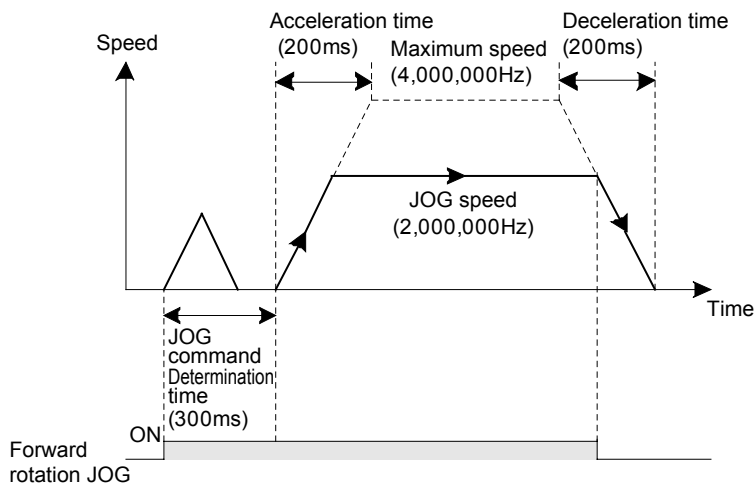 Acceleration time
(200ms)
Deceleration time
(200ms)
Speed
Maximum speed
(4,000,000Hz)
JOG speed
(2,000,000Hz)
Time
JOG
command
Determination
time
(300ms)
ON
Forward
rotation JOG